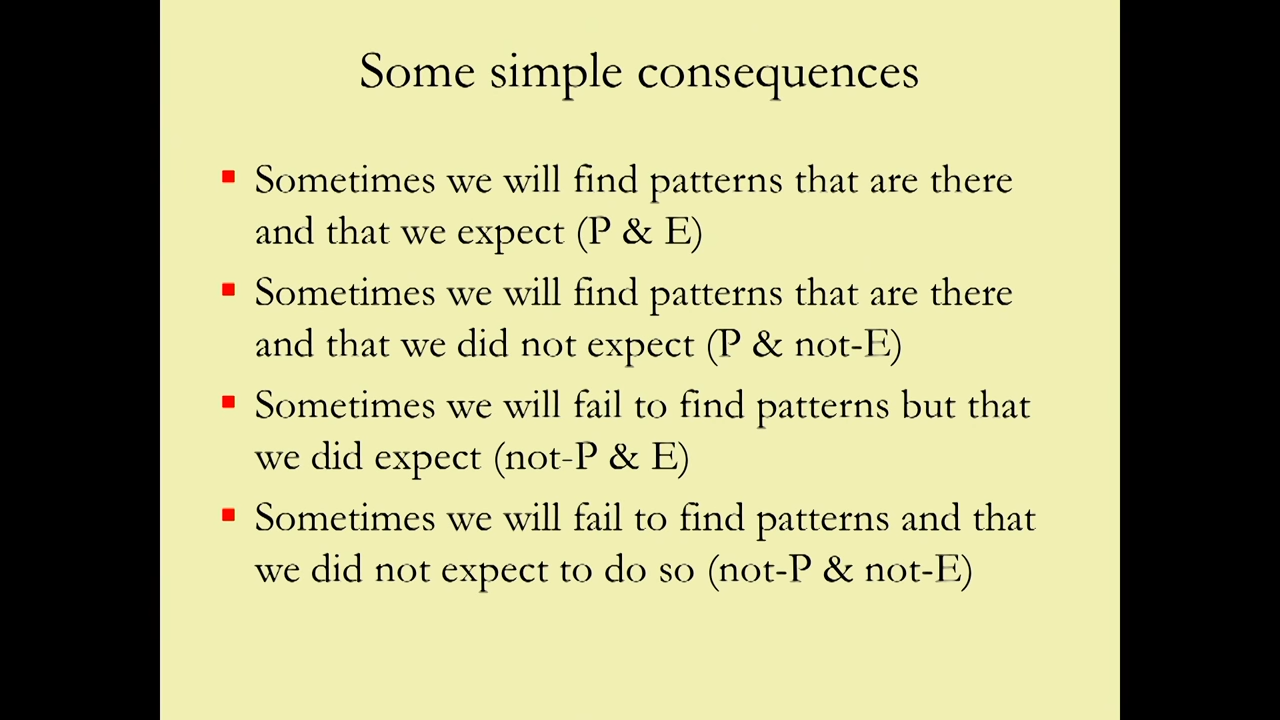 Some simple consequences
Sometimes we will find patterns that are there
and that we expect (P & E)
Sometimes we will find patterns that are there
and that we did not expect (P & not-E)
Sometimes we will fail to find patterns but that
we did expect (not-P & E)
Sometimes we will fail to find patterns and that
we did not expect to do so (not-P & not-E)